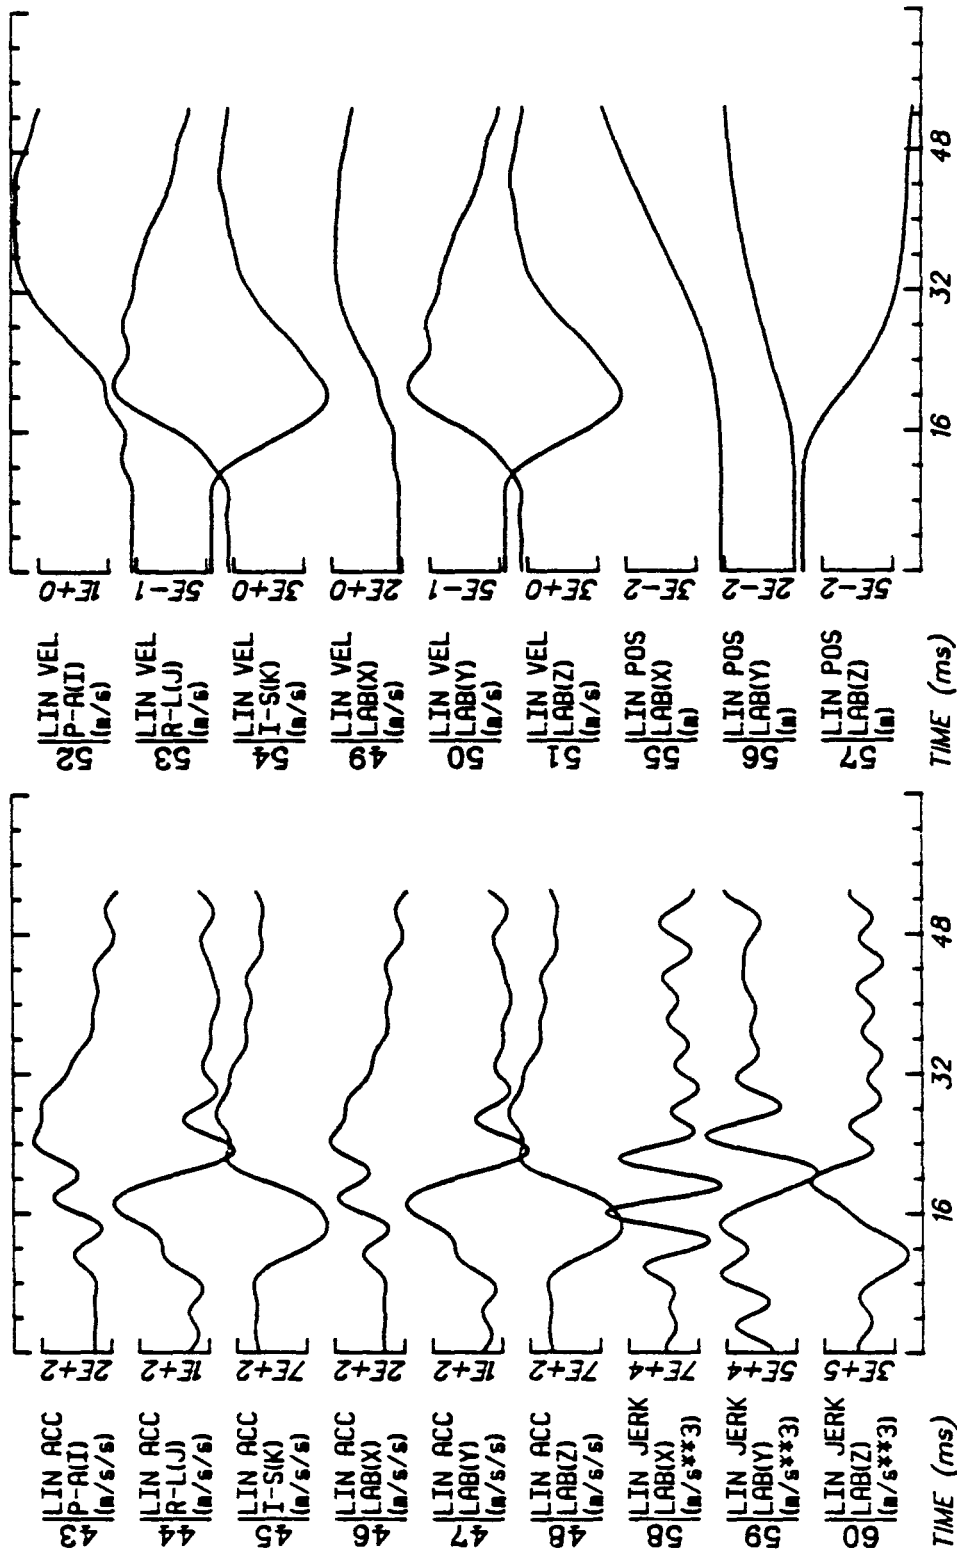 52
LIN VEL
P-A(I)
(m/s)
1E+0
53
LIN VEL
R-L(J)
(m/s)
5E-1
54
LIN VEL
I-S(K)
(m/s)
3E+0
49
LIN VEL
LAB(X)
(m/s)
2E+0
50
LIN VEL
LAB(Y)
(m/s)
5E-1
51
LIN VEL
LAB(Z)
(m/s)
3E+0
55
LIN POS
LAB(X)
(m)
3E-2
56
LIN POS
LAB(Y)
(m)
2E-2
57
LIN POS
LAB(Z)
(m)
5E-2
TIME (ms)
16
32
48
43
LIN ACC
P-A(I)
(m/s/s)
2E+2
44
LIN ACC
R-L(J)
(m/s/s)
1E+2
45
LIN ACC
I-S(K)
(m/s/s)
7E+2
46
LIN ACC
LAB(X)
(m/s/s)
2E+2
47
LIN ACC
LAB(Y)
(m/s/s)
1E+2
48
LIN ACC
LAB(Z)
(m/s/s)
7E+2
58
LIN JERK
LAB(X)
(m/s**3)
7E+4
59
LIN JERK
LAB(Y)
(m/s**3)
5E+4
60
LIN JERK
LAB(Z)
(m/s**3)
3E+5
TIME (ms)
16
32
48